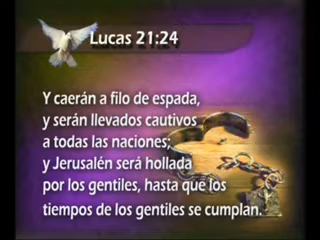 Lucas 21:24
Y caerán a filo de espada,
y serán llevados cautivos
a todas las naciones;
y Jerusalén será hollada
por los gentiles, hasta que los
tiempos de los gentiles se cumplan.